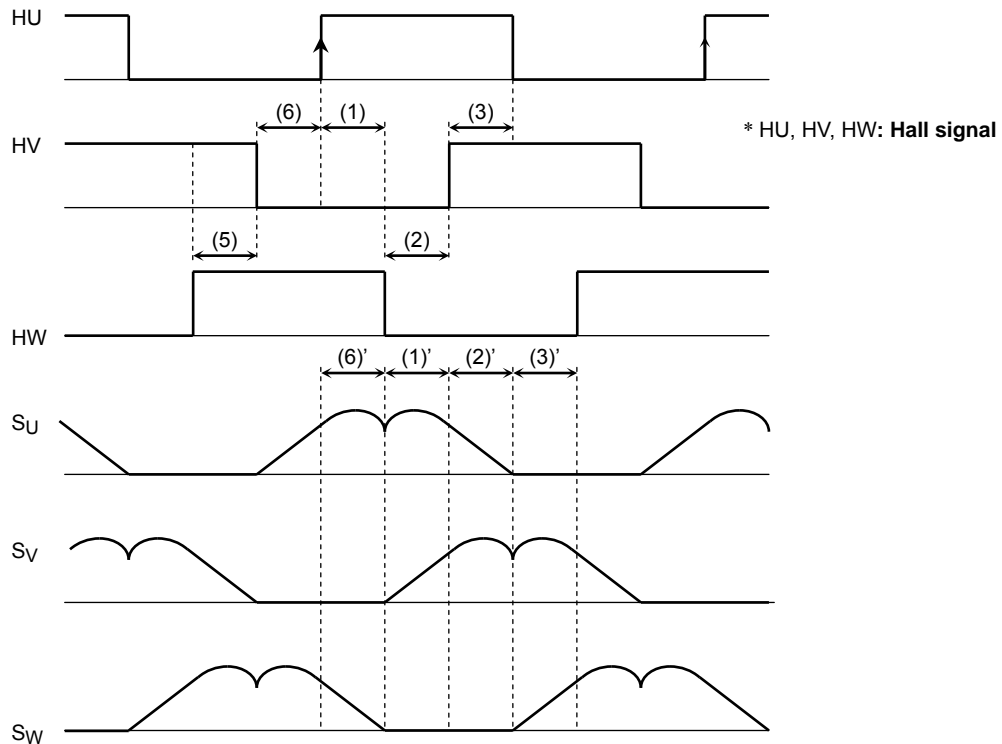 HU
(6) (1) (3)
* HU, HV, HW: Hall signal
HV
(5) (2)
HW
(6)’ (1)’ (2)’ (3)’
SU
SV
SW